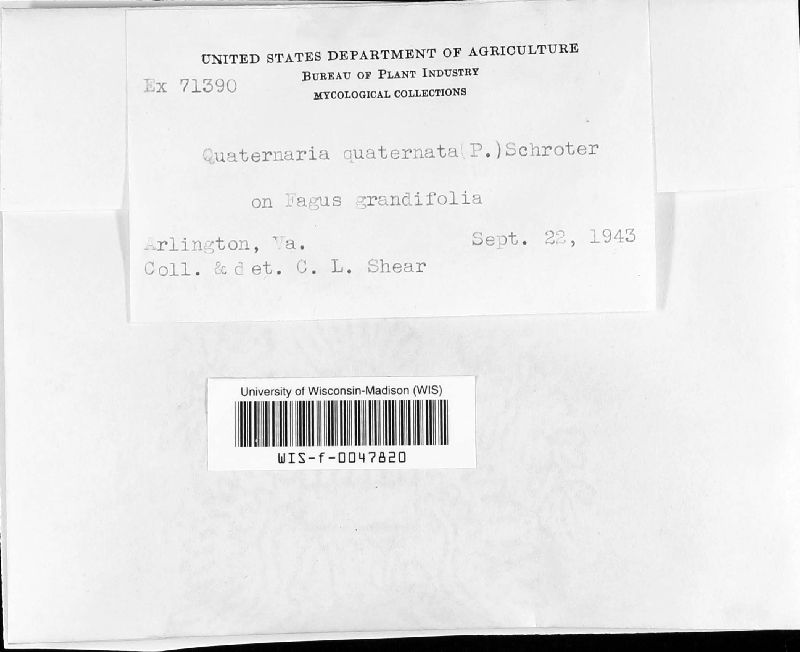 UNITED STATES DEPARTMENT OF AGRICULTURE
BUREAU OF PLANT INDUSTRY
Ex 71390
MYCOLOGICAL COLLECTIONS
Quaternaria quaternata(P.)Schroter
on Fagus grandifolia
Arlington, Va. Sept. 22, 1943
Coll. & det. C. L. Shear
University of Wisconsin-Madison (WIS)
WIS-f-0047820